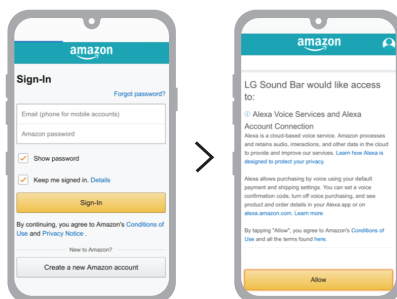 amazon
Sign-In
Forgot password?
Email (phone for mobile accounts)
Amazon password
Show password
Keep me signed in. Details
Sign-In
By continuing, you agree to Amazon's Conditions of
Use and Privacy Notice .
New to Amazon?
Create a new Amazon account
amazon
LG Sound Bar would like access
to:
Alexa Voice Services and Alexa
Account Connection
Alexa is a cloud-based voice service. Amazon processes
and retains audio, interactions, and other data in the cloud
to provide and improve our services. Learn how Alexa is
designed to protect your privacy.
Alexa allows purchasing by voice using your default
payment and shipping settings. You can set a voice
confirmation code, turn off voice purchasing, and see
product and order details in your Alexa app or on
alexa.amazon.com. Learn more
By tapping "Allow", you agree to Amazon's Conditions of
Use and all the terms found here.
Allow